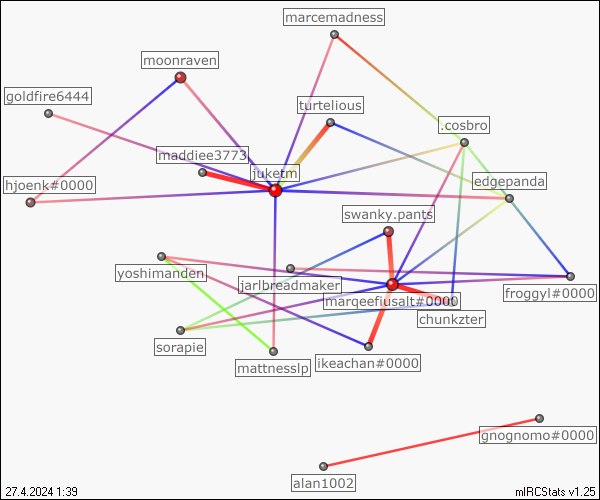 marcemadness
moonraven
goldfire6444
turtelious
.cosbro
maddiee3773
juketm
hjoenk#0000
edgepanda
swanky.pants
yoshimanden
jarlbreadmaker
froggyl#0000
marqeefiusalt#0000
chunkzter
sorapie
mattnesslp
ikeachan#0000
gnognomo#0000
alan1002
27.4.2024 1:39
mIRCStats v1.25